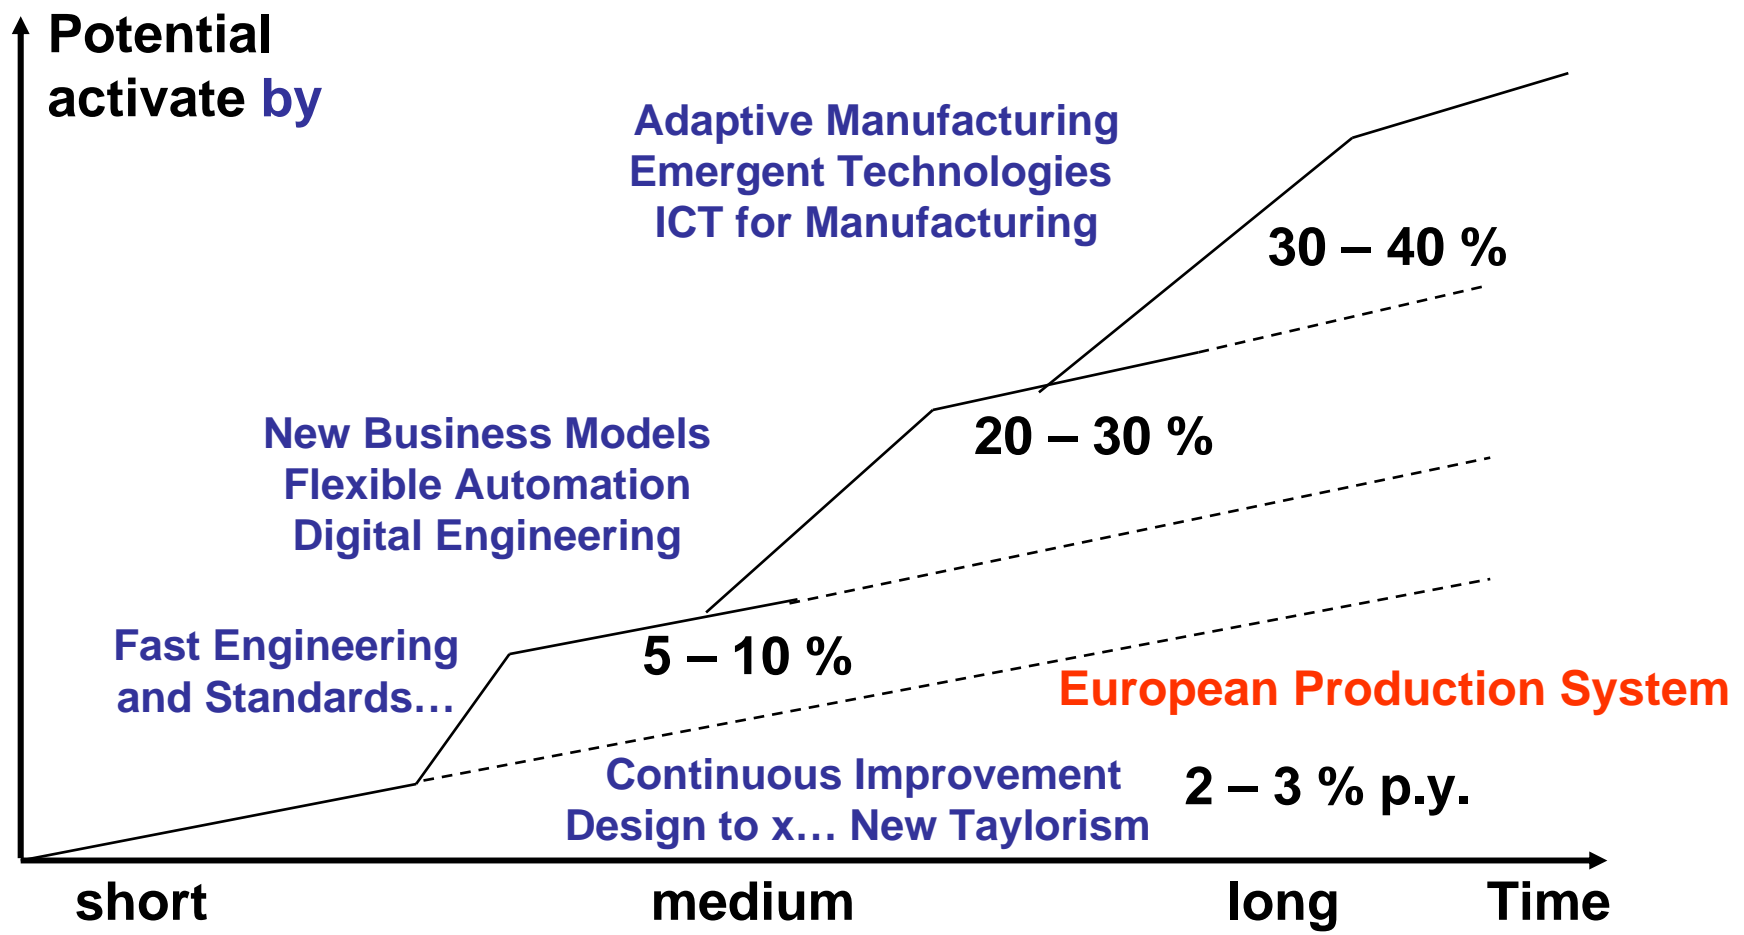 Potential
activate by
Adaptive Manufacturing
Emergent Technologies
ICT for Manufacturing
30 – 40 %
New Business Models
Flexible Automation
Digital Engineering
20 – 30 %
Fast Engineering
and Standards…
5 – 10 %
European Production System
Continuous Improvement
Design to x… New Taylorism
2 – 3 % p.y.
short medium long Time